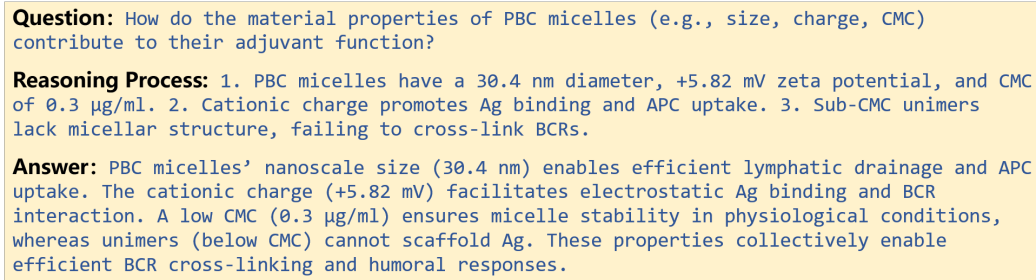 Question: How do the material properties of PBC micelles (e.g., size, charge, CMC)
contribute to their adjuvant function?
Reasoning Process: 1. PBC micelles have a 30.4 nm diameter, +5.82 mV zeta potential, and CMC
of 0.3 μg/ml. 2. Cationic charge promotes Ag binding and APC uptake. 3. Sub-CMC unimers
lack micellar structure, failing to cross-link BCRs.
Answer: PBC micelles’ nanoscale size (30.4 nm) enables efficient lymphatic drainage and APC
uptake. The cationic charge (+5.82 mV) facilitates electrostatic Ag binding and BCR
interaction. A low CMC (0.3 μg/ml) ensures micelle stability in physiological conditions,
whereas unimers (below CMC) cannot scaffold Ag. These properties collectively enable
efficient BCR cross-linking and humoral responses.